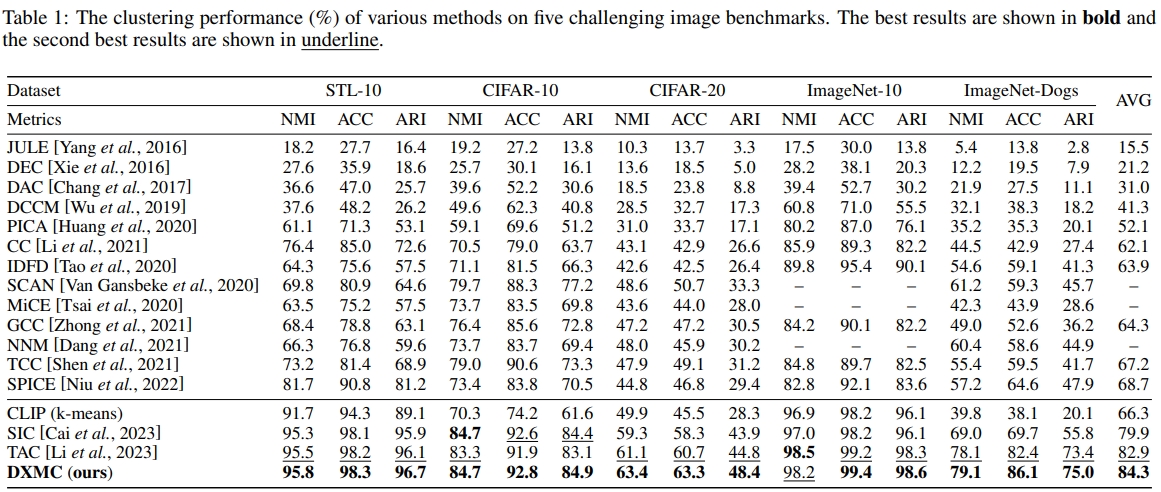 Table 1: The clustering performance (%) of various methods on five challenging image benchmarks. The best results are shown in bold and
the second best results are shown in underline.
Dataset STL-10 CIFAR-10 CIFAR-20 ImageNet-10 ImageNet-Dogs AVG
Metrics NMI ACC ARI NMI ACC ARI NMI ACC ARI NMI ACC ARI NMI ACC ARI
JULE [Yang et al., 2016] 18.2 27.7 16.4 19.2 27.2 13.8 10.3 13.7 3.3 17.5 30.0 13.8 5.4 13.8 2.8 15.5
DEC [Xie et al., 2016] 27.6 35.9 18.6 25.7 30.1 16.1 13.6 18.5 5.0 28.2 38.1 20.3 12.2 19.5 7.9 21.2
DAC [Chang et al., 2017] 36.6 47.0 25.7 39.6 52.2 30.6 18.5 23.8 8.8 39.4 52.7 30.2 21.9 27.5 11.1 31.0
DCCM [Wu et al., 2019] 37.6 48.2 26.2 49.6 62.3 40.8 28.5 32.7 17.3 60.8 71.0 55.5 32.1 38.3 18.2 41.3
PICA [Huang et al., 2020] 61.1 71.3 53.1 59.1 69.6 51.2 31.0 33.7 17.1 80.2 87.0 76.1 35.2 35.3 20.1 52.1
CC [Li et al., 2021] 76.4 85.0 72.6 70.5 79.0 63.7 43.1 42.9 26.6 85.9 89.3 82.2 44.5 42.9 27.4 62.1
IDFD [Tao et al., 2020] 64.3 75.6 57.5 71.1 81.5 66.3 42.6 42.5 26.4 89.8 95.4 90.1 54.6 59.1 41.3 63.9
SCAN [Van Gansbeke et al., 2020] 69.8 80.9 64.6 79.7 88.3 77.2 48.6 50.7 33.3 – – – 61.2 59.3 45.7 –
MiCE [Tsai et al., 2020] 63.5 75.2 57.5 73.7 83.5 69.8 43.6 44.0 28.0 – – – 42.3 43.9 28.6 –
GCC [Zhong et al., 2021] 68.4 78.8 63.1 76.4 85.6 72.8 47.2 47.2 30.5 84.2 90.1 82.2 49.0 52.6 36.2 64.3
NNM [Dang et al., 2021] 66.3 76.8 59.6 73.7 83.7 69.4 48.0 45.9 30.2 – – – 60.4 58.6 44.9 –
TCC [Shen et al., 2021] 73.2 81.4 68.9 79.0 90.6 73.3 47.9 49.1 31.2 84.8 89.7 82.5 55.4 59.5 41.7 67.2
SPICE [Niu et al., 2022] 81.7 90.8 81.2 73.4 83.8 70.5 44.8 46.8 29.4 82.8 92.1 83.6 57.2 64.6 47.9 68.7
CLIP (k-means) 91.7 94.3 89.1 70.3 74.2 61.6 49.9 45.5 28.3 96.9 98.2 96.1 39.8 38.1 20.1 66.3
SIC [Cai et al., 2023] 95.3 98.1 95.9 84.7 92.6 84.4 59.3 58.3 43.9 97.0 98.2 96.1 69.0 69.7 55.8 79.9
TAC [Li et al., 2023] 95.5 98.2 96.1 83.3 91.9 83.1 61.1 60.7 44.8 98.5 99.2 98.3 78.1 82.4 73.4 82.9
DXMC (ours) 95.8 98.3 96.7 84.7 92.8 84.9 63.4 63.3 48.4 98.2 99.4 98.6 79.1 86.1 75.0 84.3